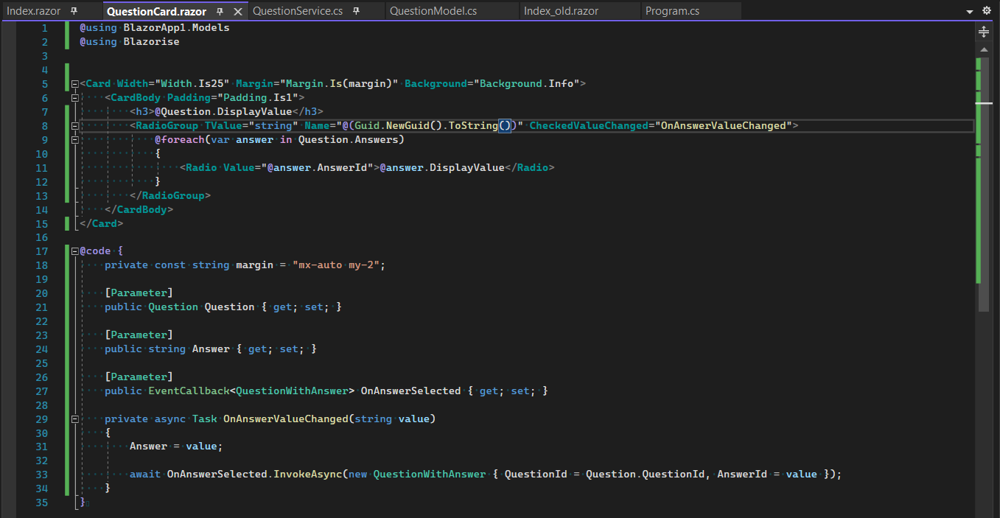 Index.razor QuestionCard.razor QuestionService.cs QuestionModel.cs Index_old.razor Program.cs
1 @using BlazorApp1.Models
2 @using Blazorise
3
4
5 <Card Width="Width.Is25" Margin="Margin.Is(margin)" Background="Background.Info">
6     <CardBody Padding="Padding.Is1">
7         <h3>@Question.DisplayValue</h3>
8         <RadioGroup TValue="string" Name="@(Guid.NewGuid().ToString())" CheckedValueChanged="OnAnswerValueChanged">
9             @foreach(var answer in Question.Answers)
10             {
11                 <Radio Value="@answer.AnswerId">@answer.DisplayValue</Radio>
12             }
13         </RadioGroup>
14     </CardBody>
15 </Card>
16
17 @code {
18     private const string margin = "mx-auto my-2";
19
20     [Parameter]
21     public Question Question { get; set; }
22
23     [Parameter]
24     public string Answer { get; set; }
25
26     [Parameter]
27     public EventCallback<QuestionWithAnswer> OnAnswerSelected { get; set; }
28
29     private async Task OnAnswerValueChanged(string value)
30     {
31         Answer = value;
32
33         await OnAnswerSelected.InvokeAsync(new QuestionWithAnswer { QuestionId = Question.QuestionId, AnswerId = value });
34     }
35 }